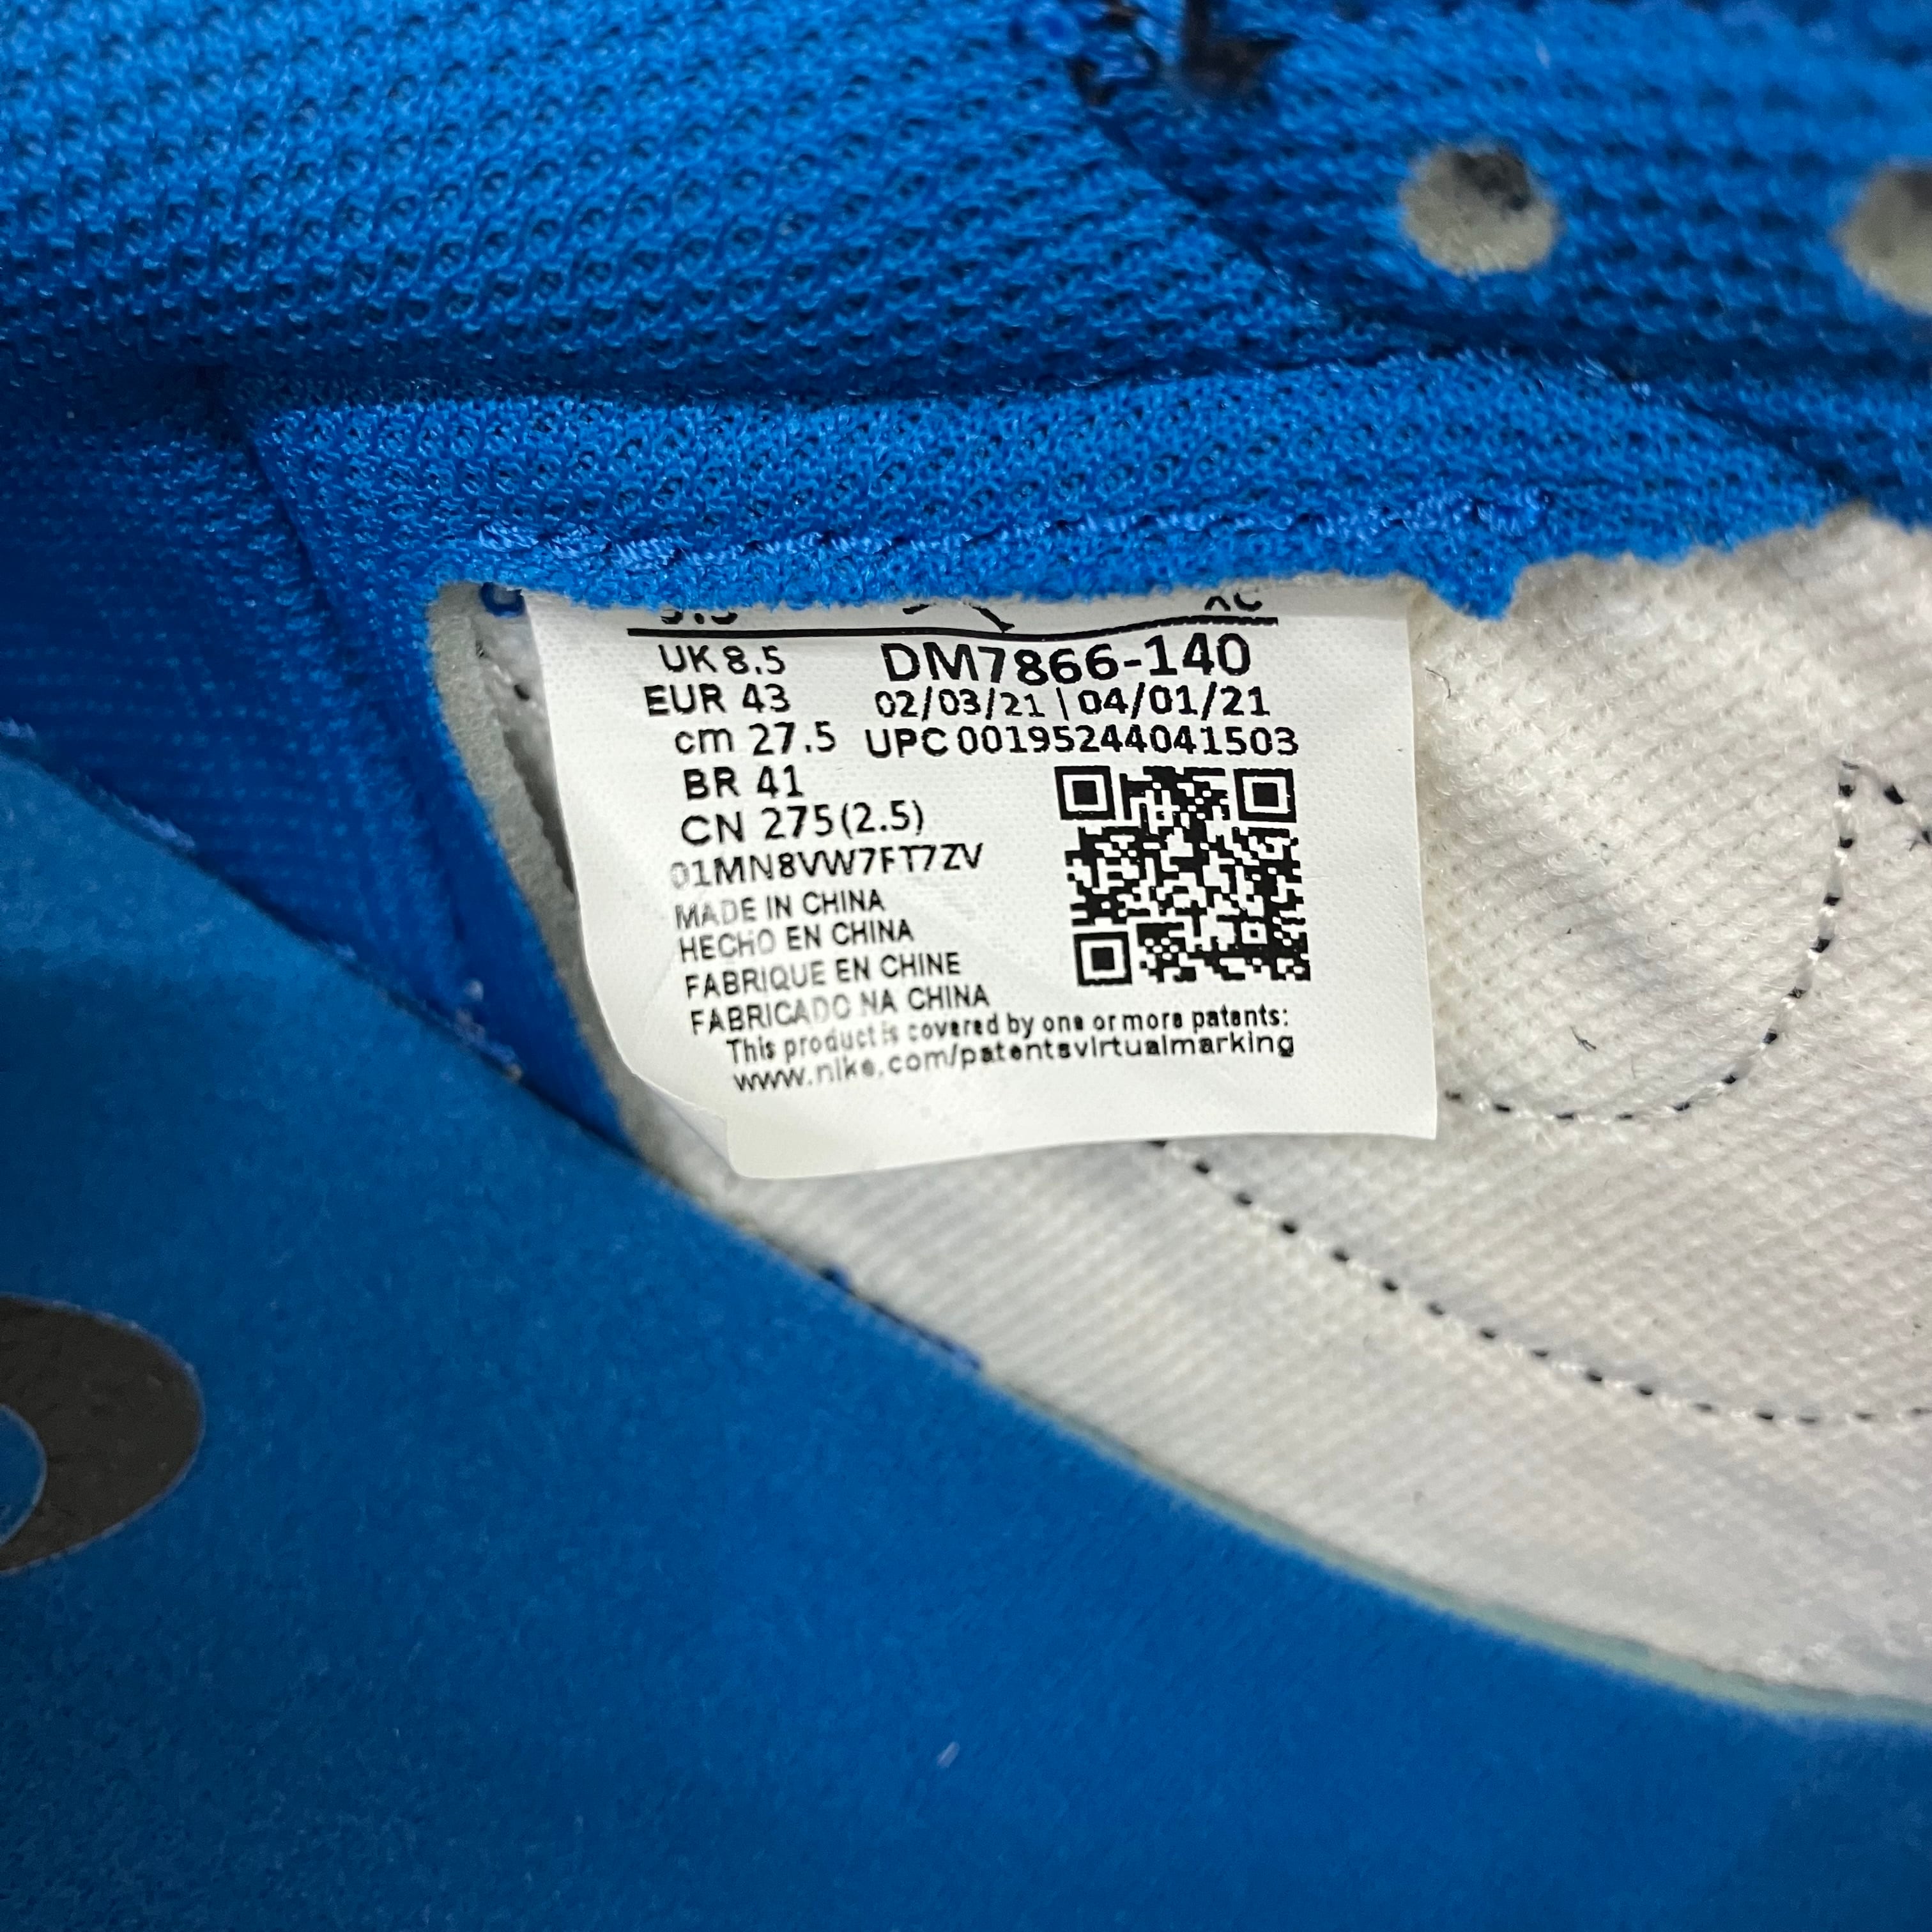 UK 8.5 DM7866-140
EUR 43 02/03/21 | 04/01/21
cm 27.5 UPC 00195244041503
BR 41
CN 275(2.5)
01MN8VW7FT7ZV
MADE IN CHINA
HECHO EN CHINA
FABRIQUE EN CHINE
FABRICADO NA CHINA
This product is covered by one or more patents:
www.nike.com/patentsvirtualmarking